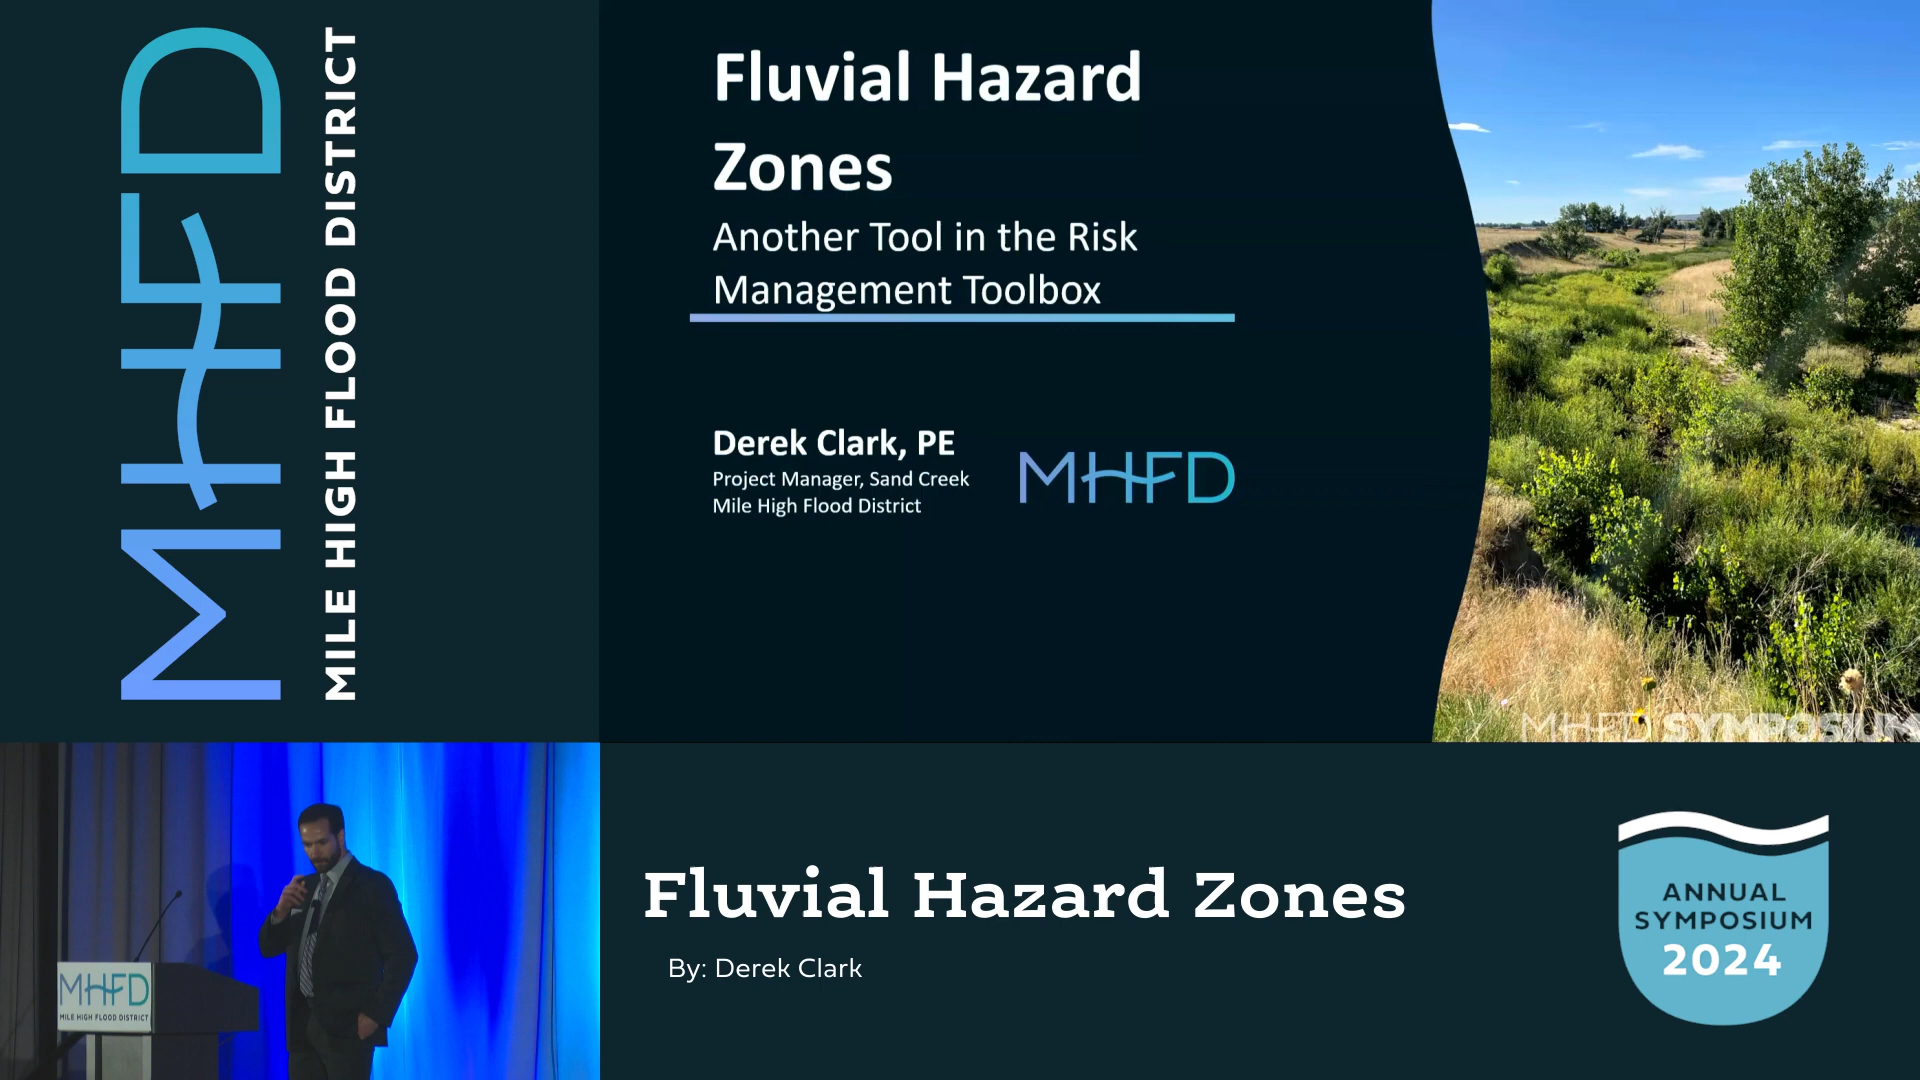 MHFD
MILE HIGH FLOOD DISTRICT
Fluvial Hazard
Zones
Another Tool in the Risk
Management Toolbox
Derek Clark, PE
Project Manager, Sand Creek
Mile High Flood District
MHFD
MHFD SYMPOSIUM
MHFD
MILE HIGH FLOOD DISTRICT
Fluvial Hazard Zones
By: Derek Clark
ANNUAL
SYMPOSIUM
2024